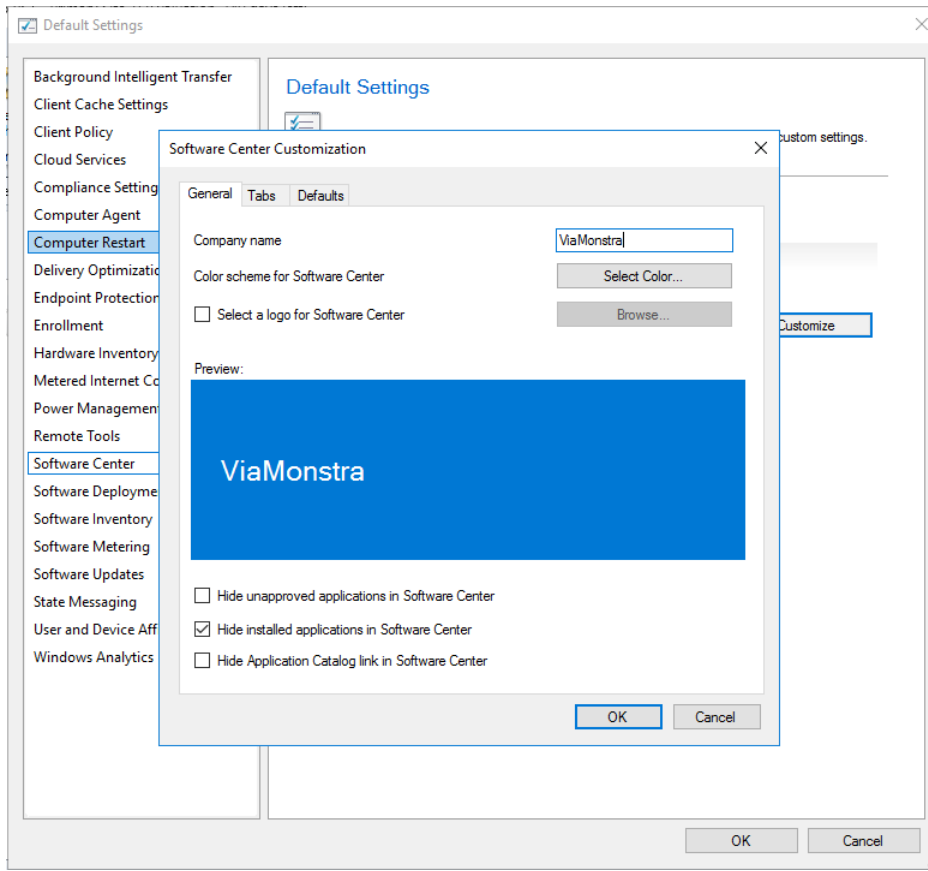 Default Settings
Background Intelligent Transfer
Client Cache Settings
Client Policy
Cloud Services
Compliance Setting
Computer Agent
Computer Restart
Delivery Optimizatio
Endpoint Protection
Enrollment
Hardware Inventory
Metered Internet Co
Power Management
Remote Tools
Software Center
Software Deployme
Software Inventory
Software Metering
Software Updates
State Messaging
User and Device Aff
Windows Analytics
Default Settings
custom settings.
Customize
Software Center Customization
General Tabs Defaults
Company name ViaMonstra
Color scheme for Software Center Select Color...
Select a logo for Software Center Browse...
Preview:
ViaMonstra
Hide unapproved applications in Software Center
Hide installed applications in Software Center
Hide Application Catalog link in Software Center
OK Cancel
OK Cancel